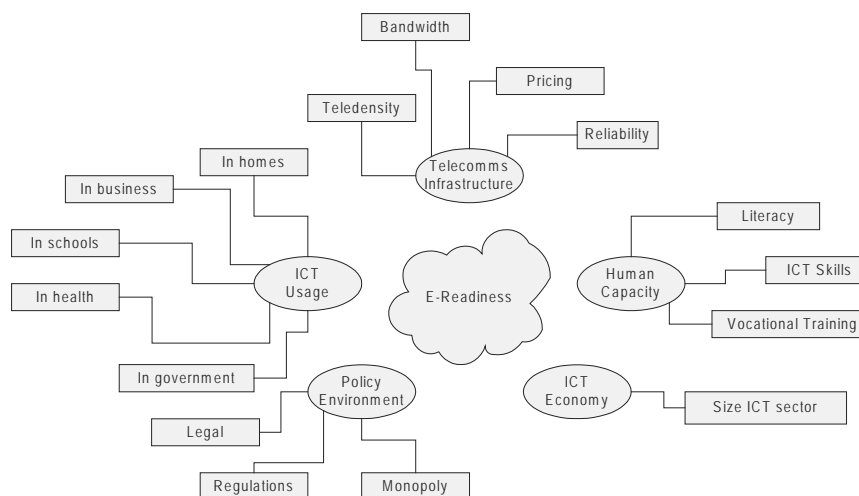 Bandwidth
Pricing
Teledensity
Reliability
Telecomms
Infrastructure
In homes
In business
In schools
In health
In government
ICT
Usage
E-Readiness
Human
Capacity
Literacy
ICT Skills
Vocational Training
Policy
Environment
Legal
Regulations
Monopoly
ICT
Economy
Size ICT sector